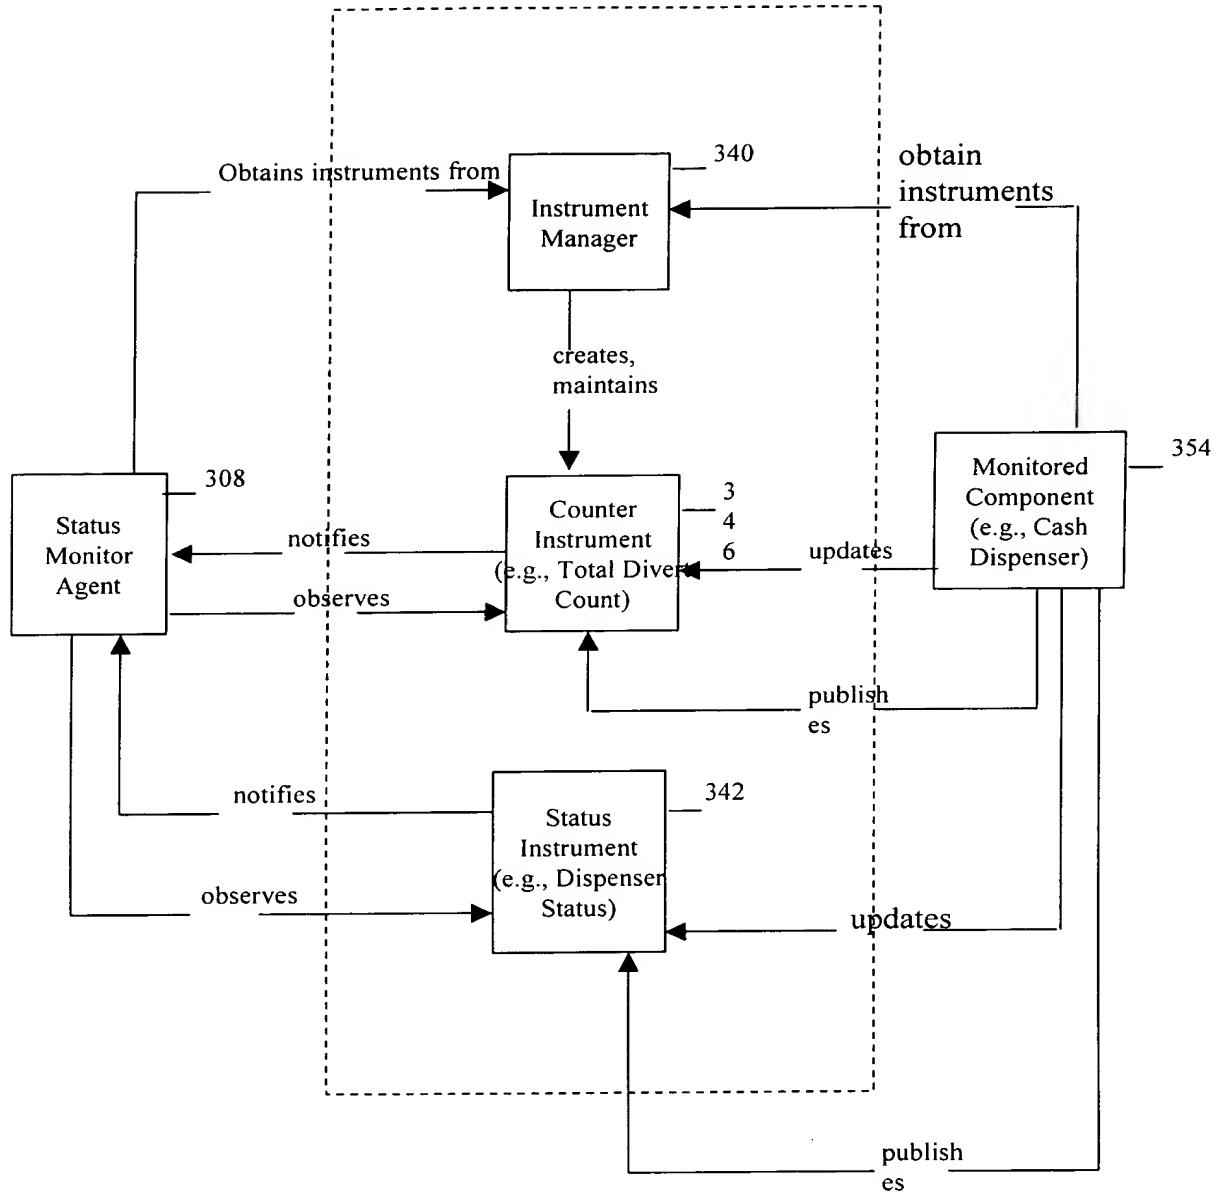 340
Obtains instruments from
obtain
instruments
from
Instrument
Manager
creates,
maintains
354
Monitored
Component
(e.g., Cash
Dispenser)
308
Status
Monitor
Agent
3
4
6
Counter
Instrument
(e.g., Total Divert
Count)
notifies
updates
observes
publish
es
342
notifies
Status
Instrument
(e.g., Dispenser
Status)
observes
updates
publish
es